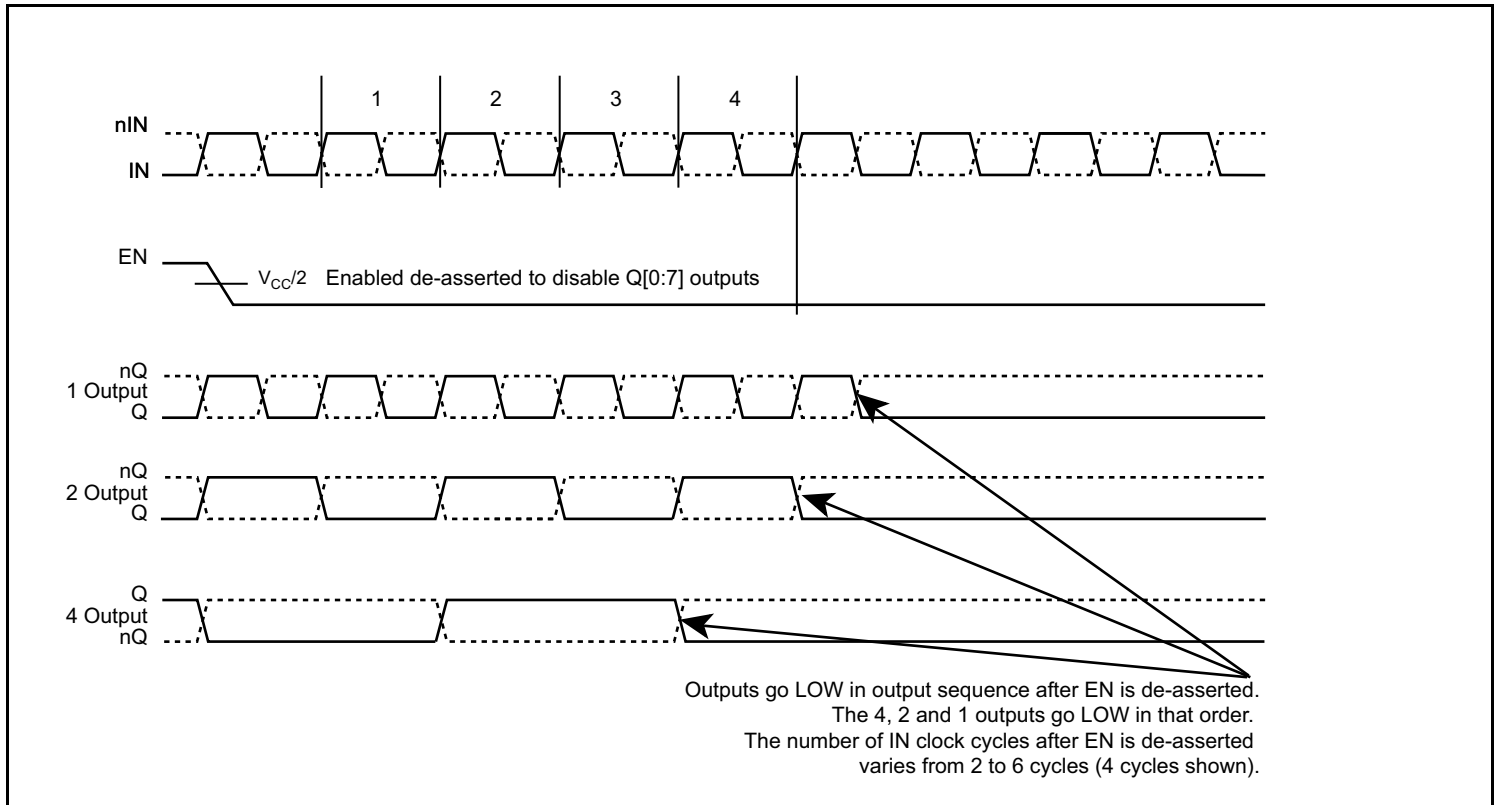 1 2 3 4
nIN
IN
EN
VCC/2 Enabled de-asserted to disable Q[0:7] outputs
nQ
1 Output
Q
nQ
2 Output
Q
Q
4 Output
nQ
Outputs go LOW in output sequence after EN is de-asserted.
The 4, 2 and 1 outputs go LOW in that order.
The number of IN clock cycles after EN is de-asserted
varies from 2 to 6 cycles (4 cycles shown).